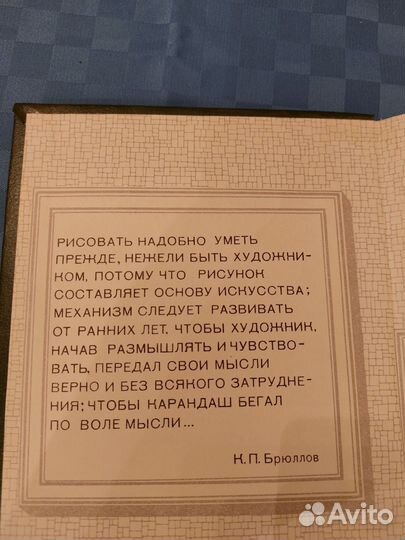 РИСОВАТЬ НАДОБНО УМЕТЬ
ПРЕЖДЕ, НЕЖЕЛИ БЫТЬ ХУДОЖНИ-
КОМ, ПОТОМУ ЧТО РИСУНОК
СОСТАВЛЯЕТ ОСНОВУ ИСКУССТВА;
МЕХАНИЗМ СЛЕДУЕТ РАЗВИВАТЬ
ОТ РАННИХ ЛЕТ, ЧТОБЫ ХУДОЖНИК,
НАЧАВ РАЗМЫШЛЯТЬ И ЧУВСТВО-
ВАТЬ, ПЕРЕДАЛ СВОИ МЫСЛИ
ВЕРНО И БЕЗ ВСЯКОГО ЗАТРУДНЕ-
НИЯ; ЧТОБЫ КАРАНДАШ БЕГАЛ
ПО ВОЛЕ МЫСЛИ...
К.П. Брюллов
Avito